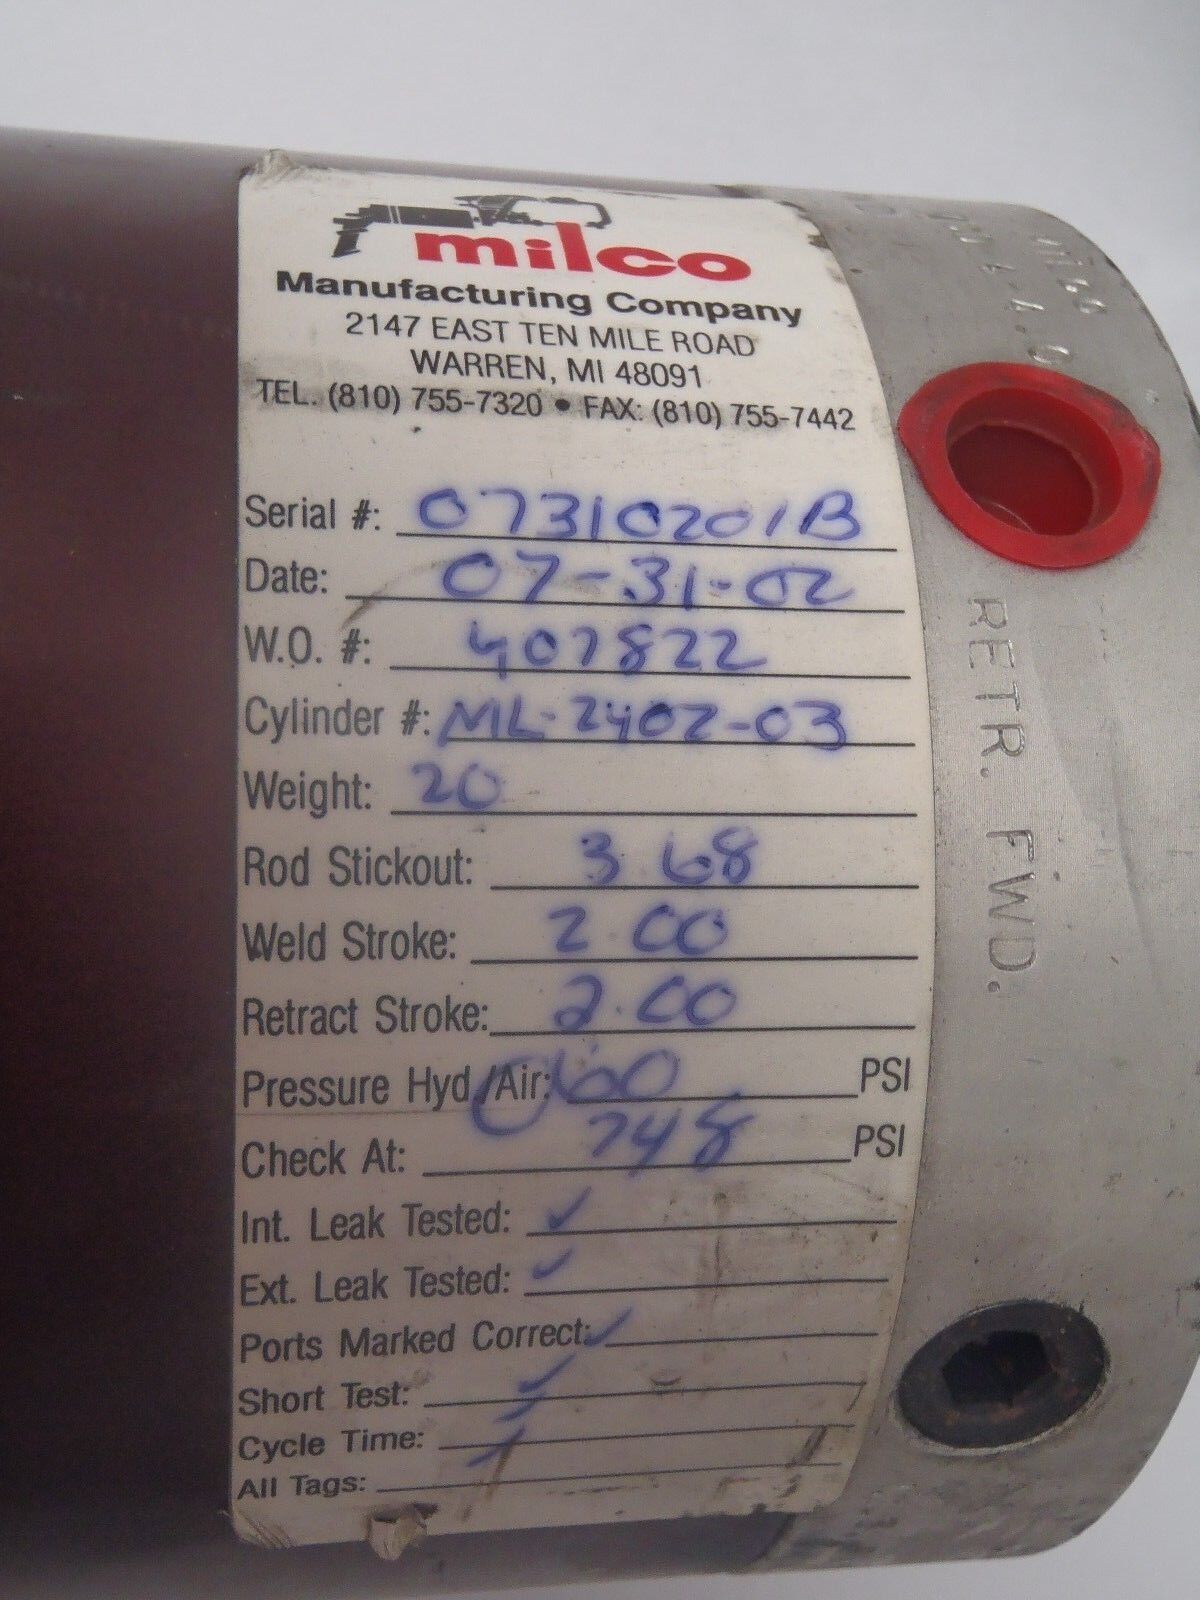 milco
Manufacturing Company
2147 EAST TEN MILE ROAD
WARREN, MI 48091
TEL. (810) 755-7320 • FAX: (810) 755-7442
Serial #: 07310201B
Date: 07-31-02
W.O. #: 407822
Cylinder #: ML-2402-03
Weight: 20
Rod Stickout: 3.68
Weld Stroke: 2.00
Retract Stroke: 2.00
Pressure Hyd./Air: 60 PSI
Check At: 748 PSI
Int. Leak Tested: ✓
Ext. Leak Tested: ✓
Ports Marked Correct: ✓
Short Test: ✓
Cycle Time: ✓
All Tags: ✓
RETR. FWD.